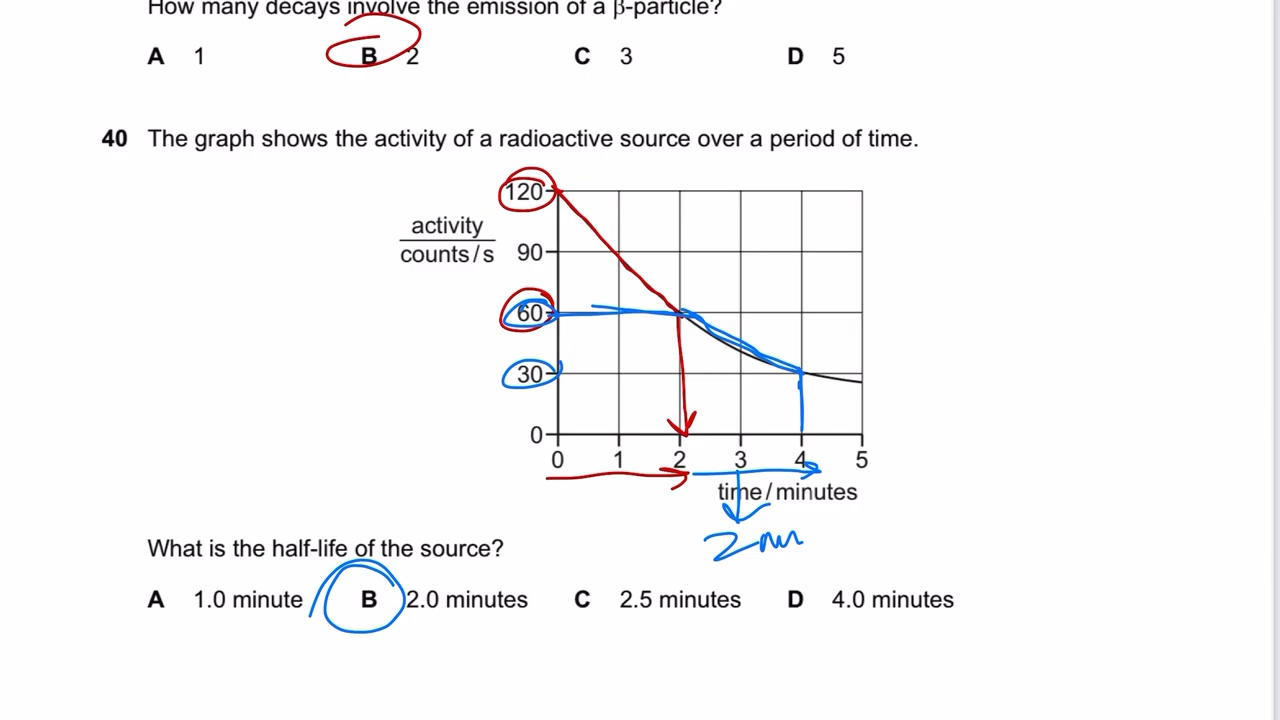 How many decays involve the emission of a β-particle?
A 1 B 2 C 3 D 5
40 The graph shows the activity of a radioactive source over a period of time.
120
activity
counts / s
90
60
30
0
0 1 2 3 4 5
time / minutes
2 min
What is the half-life of the source?
A 1.0 minute B 2.0 minutes C 2.5 minutes D 4.0 minutes